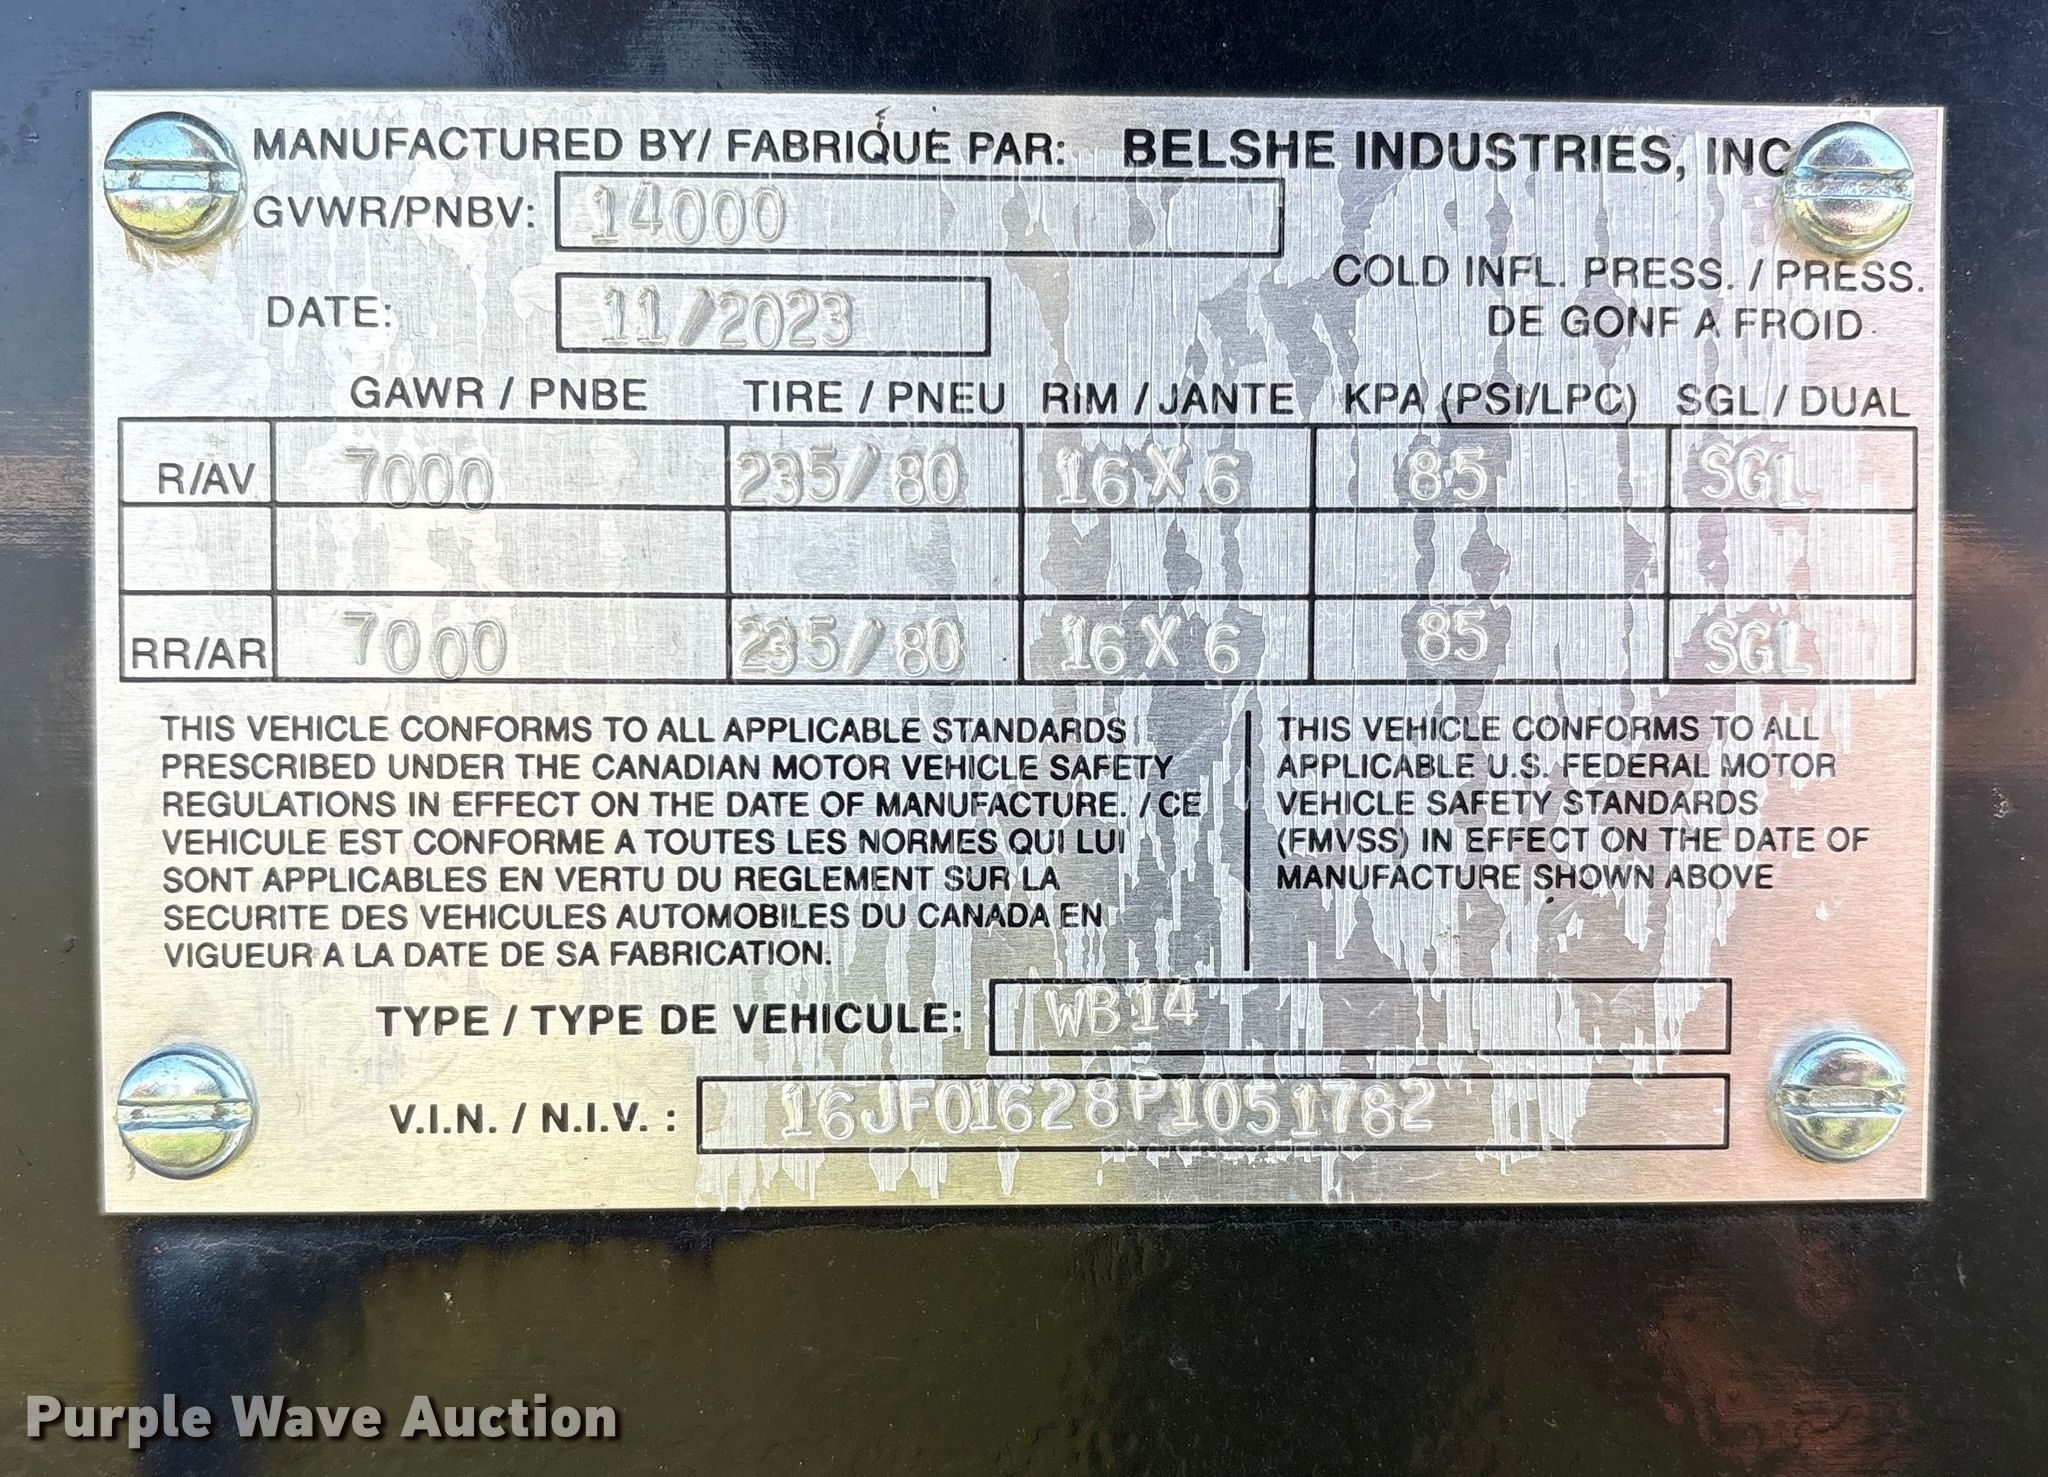 MANUFACTURED BY/ FABRIQUE PAR: BELSHE INDUSTRIES, INC
GVWR/PNBV: 14000
COLD INFL. PRESS. / PRESS.
DE GONF A FROID
DATE: 11/2023
GAWR / PNBE TIRE / PNEU RIM / JANTE KPA (PSI/LPC) SGL / DUAL
R/AV 7000 235/80 16 X 6 85 SGL
RR/AR 7000 235/80 16 X 6 85 SGL
THIS VEHICLE CONFORMS TO ALL APPLICABLE STANDARDS
PRESCRIBED UNDER THE CANADIAN MOTOR VEHICLE SAFETY
REGULATIONS IN EFFECT ON THE DATE OF MANUFACTURE. / CE
VEHICULE EST CONFORME A TOUTES LES NORMES QUI LUI
SONT APPLICABLES EN VERTU DU REGLEMENT SUR LA
SECURITE DES VEHICULES AUTOMOBILES DU CANADA EN
VIGUEUR A LA DATE DE SA FABRICATION.
THIS VEHICLE CONFORMS TO ALL
APPLICABLE U.S. FEDERAL MOTOR
VEHICLE SAFETY STANDARDS
(FMVSS) IN EFFECT ON THE DATE OF
MANUFACTURE SHOWN ABOVE
TYPE / TYPE DE VEHICULE: WB14
V.I.N. / N.I.V. : 16JF01628P1051782
Purple Wave Auction